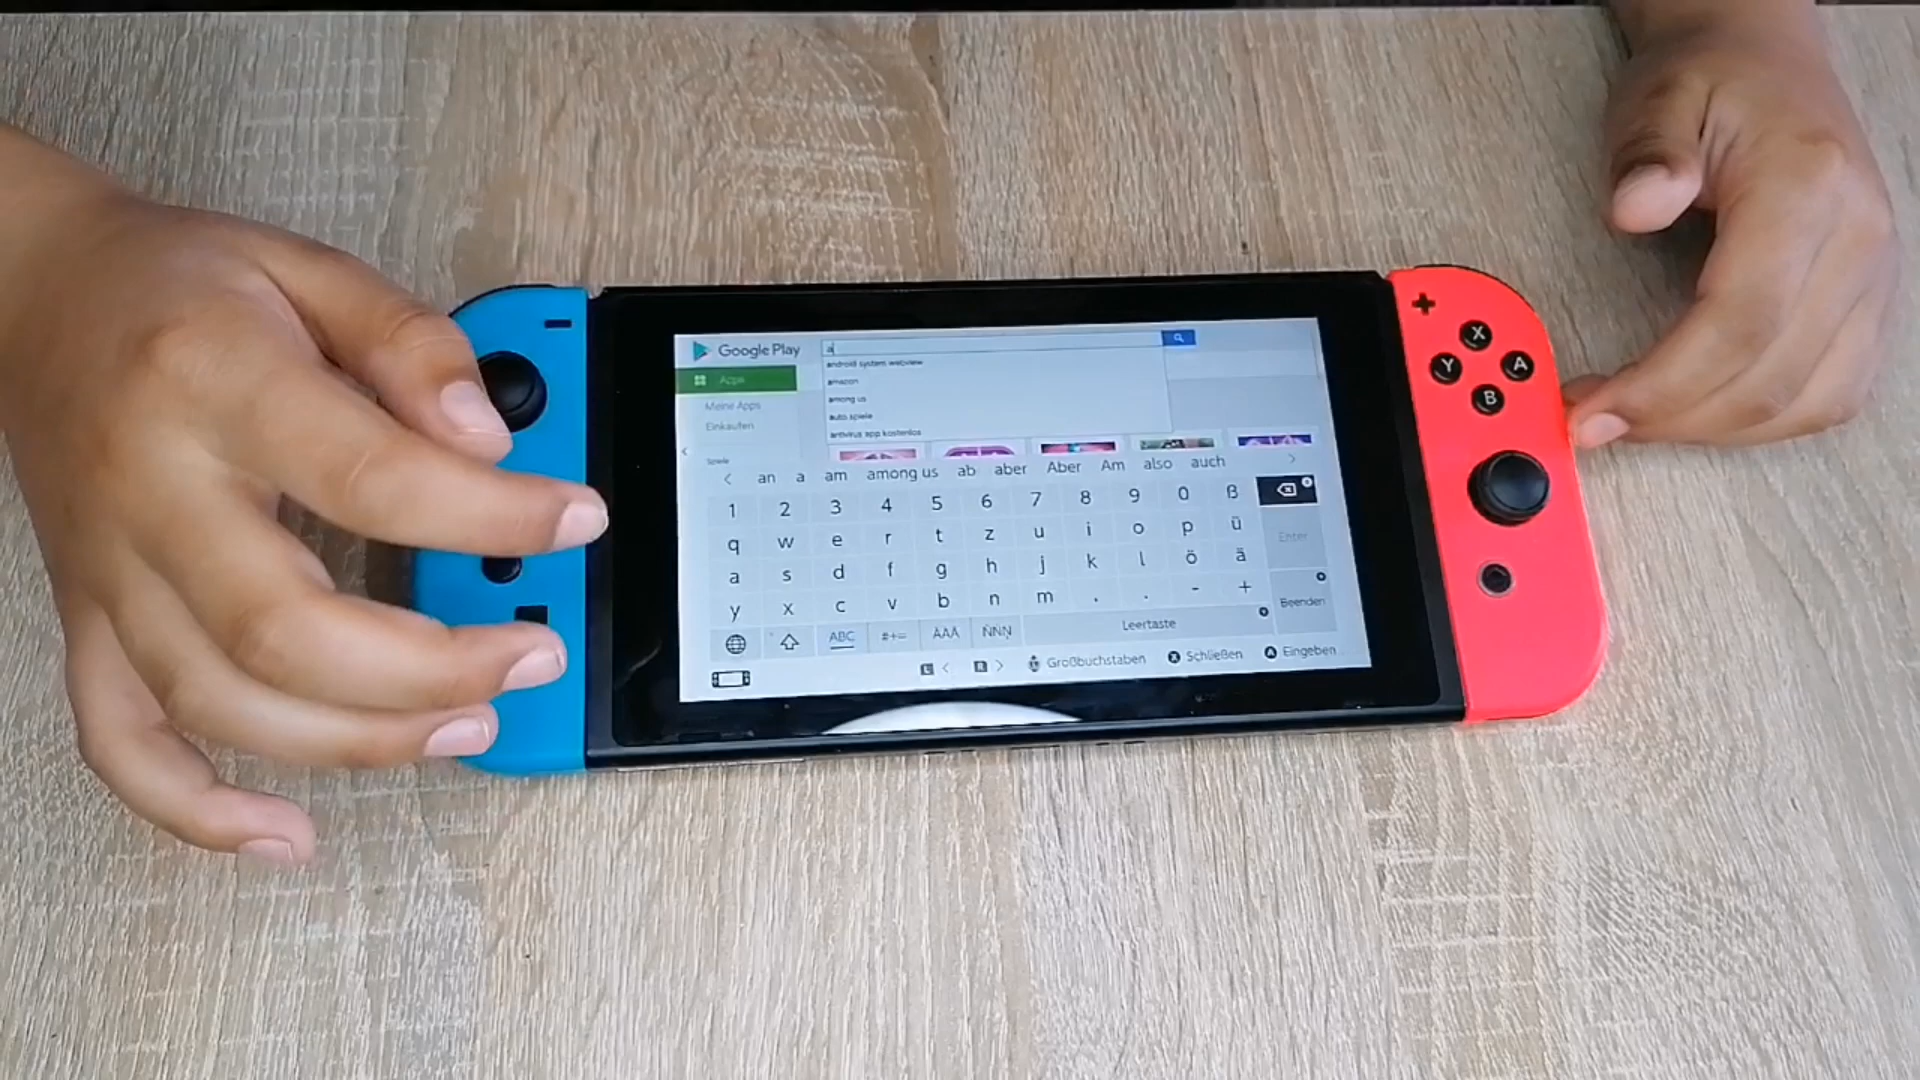 Google Play
a
android system webview
amazon
among us
auto spiele
antivirus app kostenlos
Apps
Meine Apps
Einkaufen
Spiele
< an a am among us ab aber Aber Am also auch >
1 2 3 4 5 6 7 8 9 0 ß
q w e r t z u i o p ü
Enter
a s d f g h j k l ö ä
y x c v b n m , . - +
Beenden
ABC #+= ÀÄÂ ÑŃŅ Leertaste
L < R > Großbuchstaben X Schließen A Eingeben
+
X
Y A
B